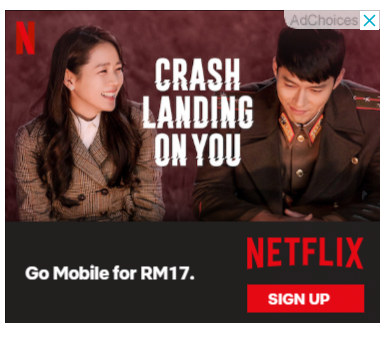 AdChoices
N
CRASH
LANDING
ON YOU
NETFLIX
Go Mobile for RM17.
SIGN UP